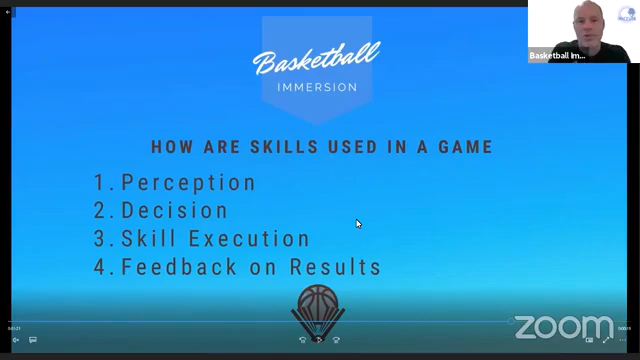 Basketball
IMMERSION
Basketball Im...
HOW ARE SKILLS USED IN A GAME
1. Perception
2. Decision
3. Skill Execution
4. Feedback on Results
zoom